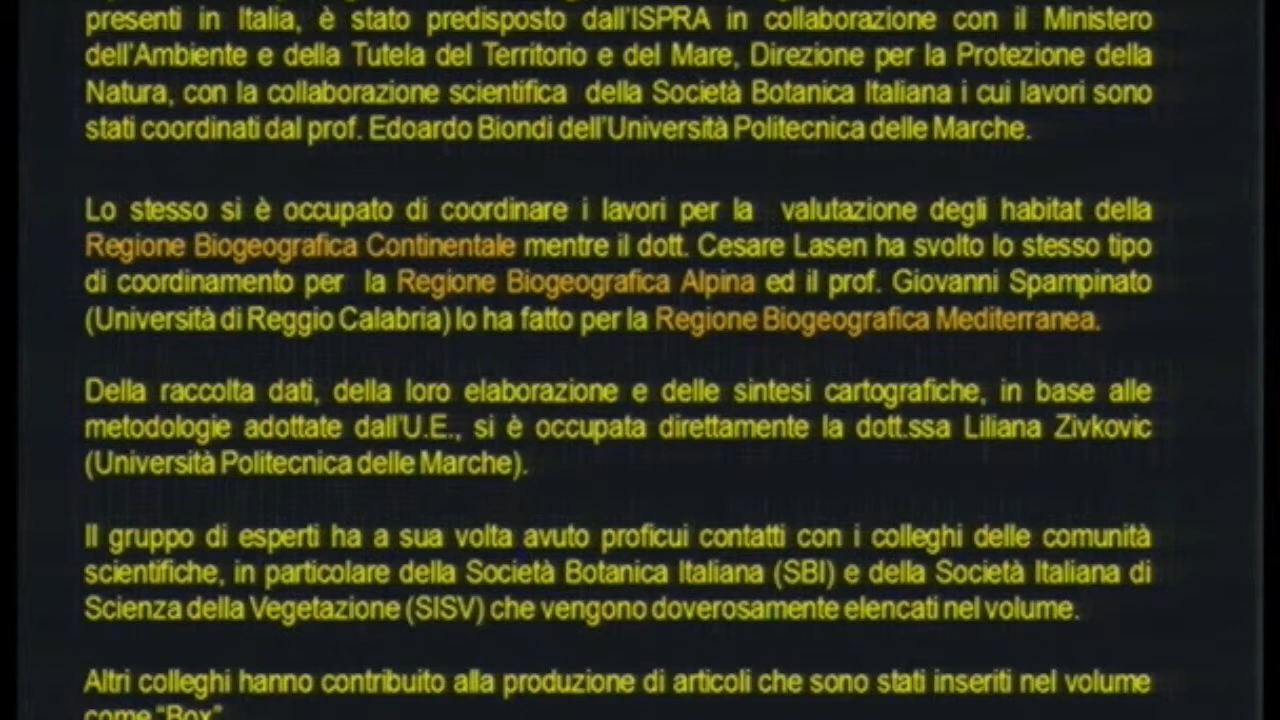 presenti in Italia, è stato predisposto dall'ISPRA in collaborazione con il Ministero
dell'Ambiente e della Tutela del Territorio e del Mare, Direzione per la Protezione della
Natura, con la collaborazione scientifica della Società Botanica Italiana i cui lavori sono
stati coordinati dal prof. Edoardo Biondi dell'Università Politecnica delle Marche.
Lo stesso si è occupato di coordinare i lavori per la valutazione degli habitat della
Regione Biogeografica Continentale mentre il dott. Cesare Lasen ha svolto lo stesso tipo
di coordinamento per la Regione Biogeografica Alpina ed il prof. Giovanni Spampinato
(Università di Reggio Calabria) lo ha fatto per la Regione Biogeografica Mediterranea.
Della raccolta dati, della loro elaborazione e delle sintesi cartografiche, in base alle
metodologie adottate dall'U.E., si è occupata direttamente la dott.ssa Liliana Zivkovic
(Università Politecnica delle Marche).
Il gruppo di esperti ha a sua volta avuto proficui contatti con i colleghi delle comunità
scientifiche, in particolare della Società Botanica Italiana (SBI) e della Società Italiana di
Scienza della Vegetazione (SISV) che vengono doverosamente elencati nel volume.
Altri colleghi hanno contribuito alla produzione di articoli che sono stati inseriti nel volume
come "Box"